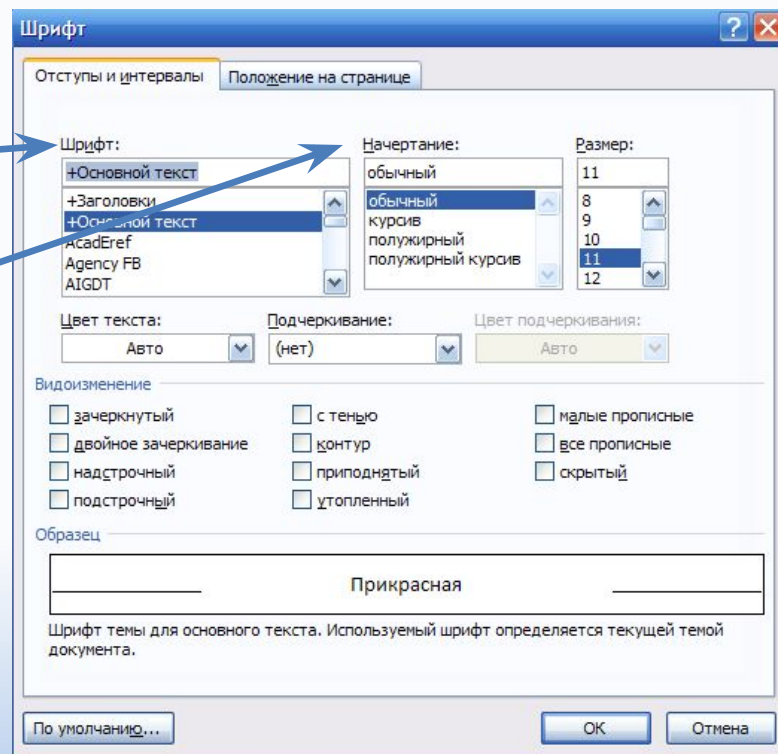 Шрифт
Отступы и интервалы Положение на странице
Шрифт: Начертание: Размер:
+Основной текст обычный 11
+Заголовки обычный 8
+Основной текст курсив 9
AcadEref полужирный 10
Agency FB полужирный курсив 11
AIGDT 12
Цвет текста: Подчеркивание: Цвет подчеркивания:
Авто (нет) Авто
Видоизменение
зачеркнутый с тенью малые прописные
двойное зачеркивание контур все прописные
надстрочный приподнятый скрытый
подстрочный утопленный
Образец
Прикрасная
Шрифт темы для основного текста. Используемый шрифт определяется текущей темой
документа.
По умолчанию... ОК Отмена